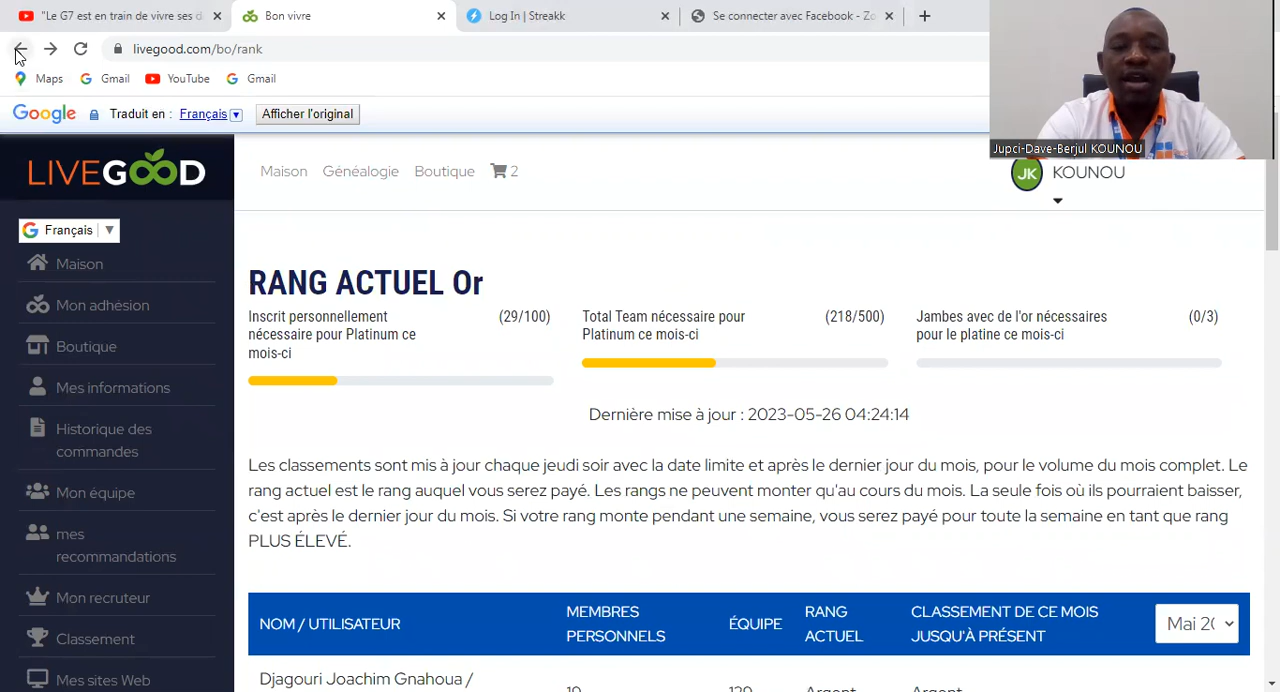 "Le G7 est en train de vivre ses d
Bon vivre
Log In | Streakk
Se connecter avec Facebook - Zo
livegood.com/bo/rank
Maps
Gmail
YouTube
Gmail
Google
Traduit en :
Français
Afficher l'original
Jupci-Dave-Berjul KOUNOU
LIVEGOOD
Maison
Généalogie
Boutique
2
JK
KOUNOU
Français
Maison
Mon adhésion
Boutique
Mes informations
Historique des
commandes
Mon équipe
mes
recommandations
Mon recruteur
Classement
Mes sites Web
RANG ACTUEL Or
Inscrit personnellement
nécessaire pour Platinum ce
mois-ci
(29/100)
Total Team nécessaire pour
Platinum ce mois-ci
(218/500)
Jambes avec de l'or nécessaires
pour le platine ce mois-ci
(0/3)
Dernière mise à jour : 2023-05-26 04:24:14
Les classements sont mis à jour chaque jeudi soir avec la date limite et après le dernier jour du mois, pour le volume du mois complet. Le
rang actuel est le rang auquel vous serez payé. Les rangs ne peuvent monter qu'au cours du mois. La seule fois où ils pourraient baisser,
c'est après le dernier jour du mois. Si votre rang monte pendant une semaine, vous serez payé pour toute la semaine en tant que rang
PLUS ÉLEVÉ.
NOM / UTILISATEUR
MEMBRES
PERSONNELS
ÉQUIPE
RANG
ACTUEL
CLASSEMENT DE CE MOIS
JUSQU'À PRÉSENT
Mai 20
Djagouri Joachim Gnahoua /
Argent
Argent